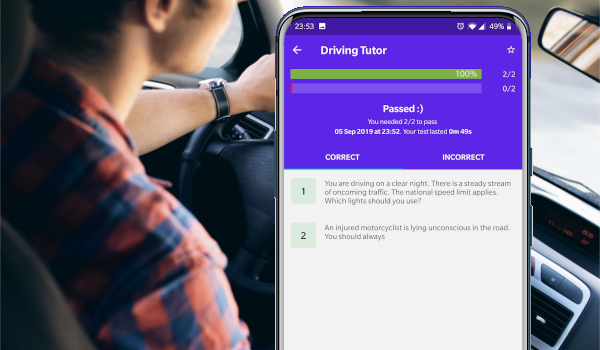 23:53 49%
Driving Tutor
100% 2/2
0/2
Passed :)
You needed 2/2 to pass
05 Sep 2019 at 23:52. Your test lasted 0m 49s
CORRECT INCORRECT
1 You are driving on a clear night. There is a steady stream
of oncoming traffic. The national speed limit applies.
Which lights should you use?
2 An injured motorcyclist is lying unconscious in the road.
You should always